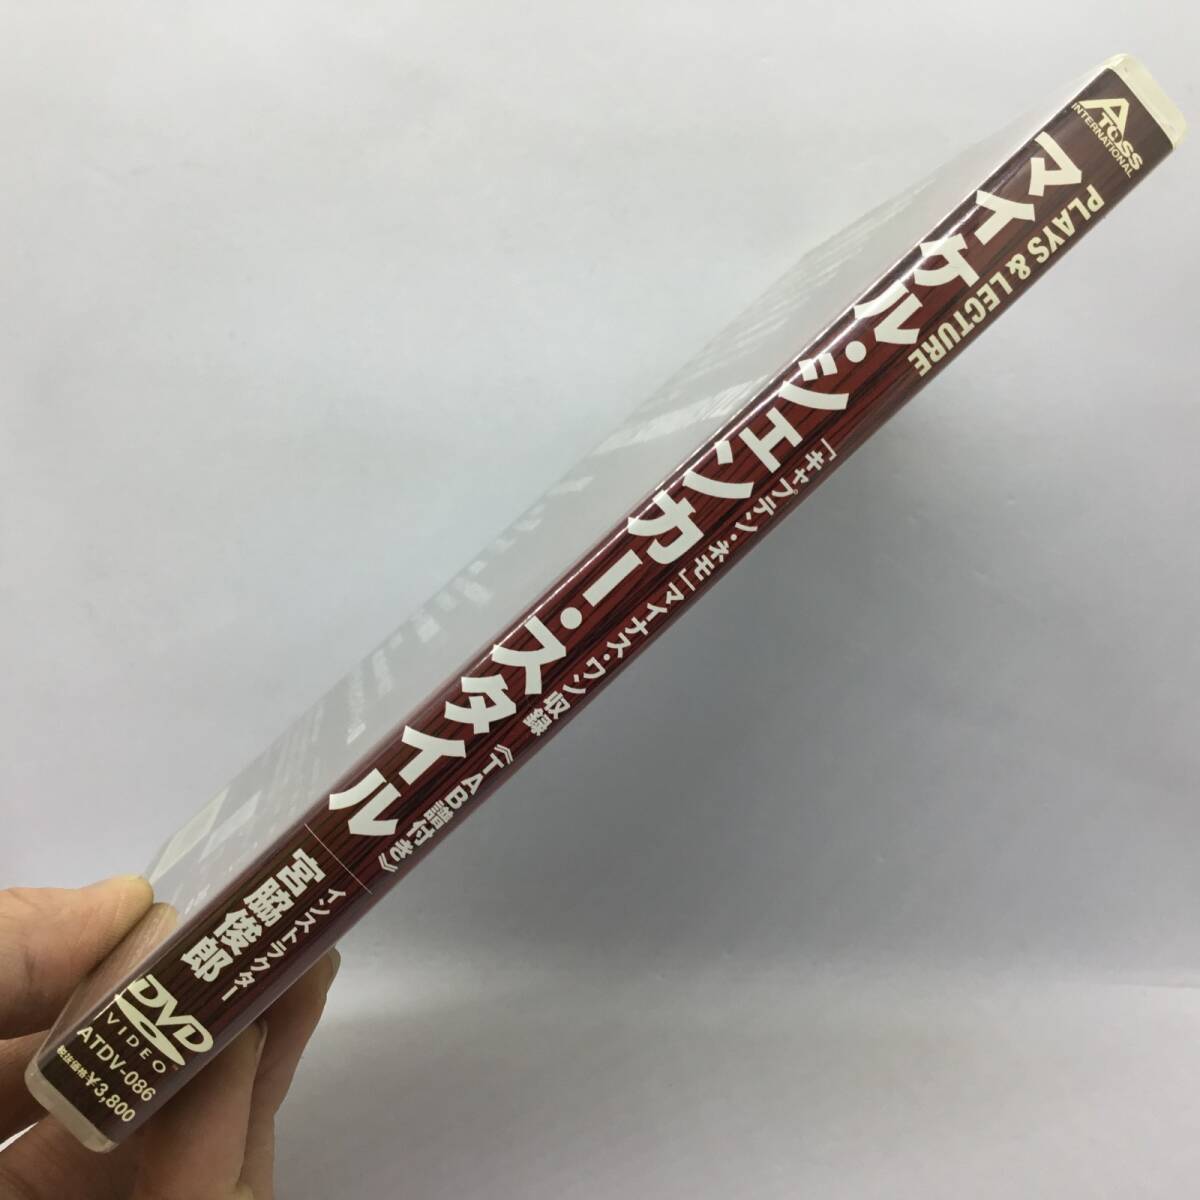 ATOSS
INTERNATIONAL
PLAYS & LECTURE
マイケル・シェンカー・スタイル
「キャプテン・ネモ」マイナス・ワン収録《TAB譜付き》
インストラクター
宮脇俊郎
DVD
VIDEO™
ATDV-086
税抜価格¥3,800